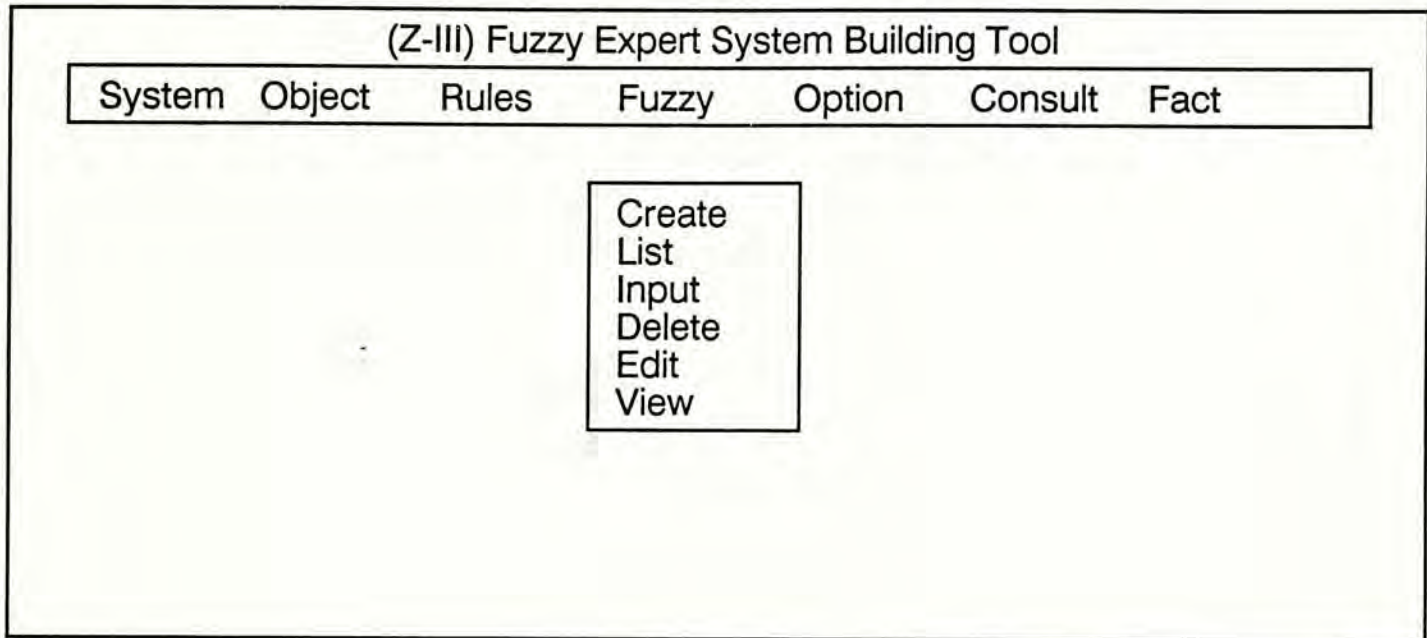 (Z-III) Fuzzy Expert System Building Tool
System Object Rules Fuzzy Option Consult Fact
Create
List
Input
Delete
Edit
View